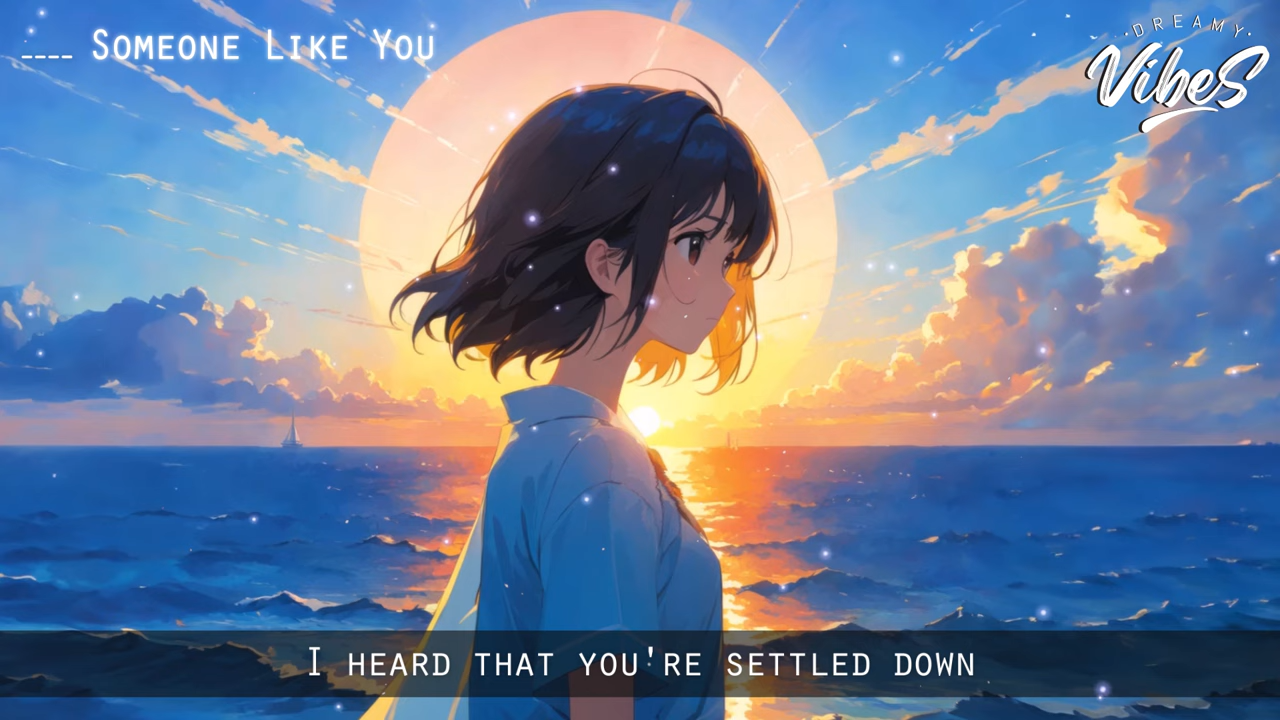 ---- Someone Like You
·DREAMY·
Vibes
I HEARD THAT YOU'RE SETTLED DOWN